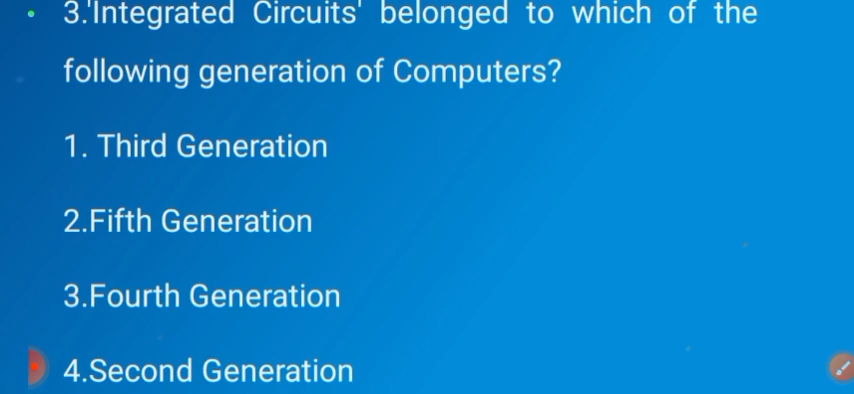 3.'Integrated Circuits' belonged to which of the
following generation of Computers?
1. Third Generation
2.Fifth Generation
3.Fourth Generation
4.Second Generation